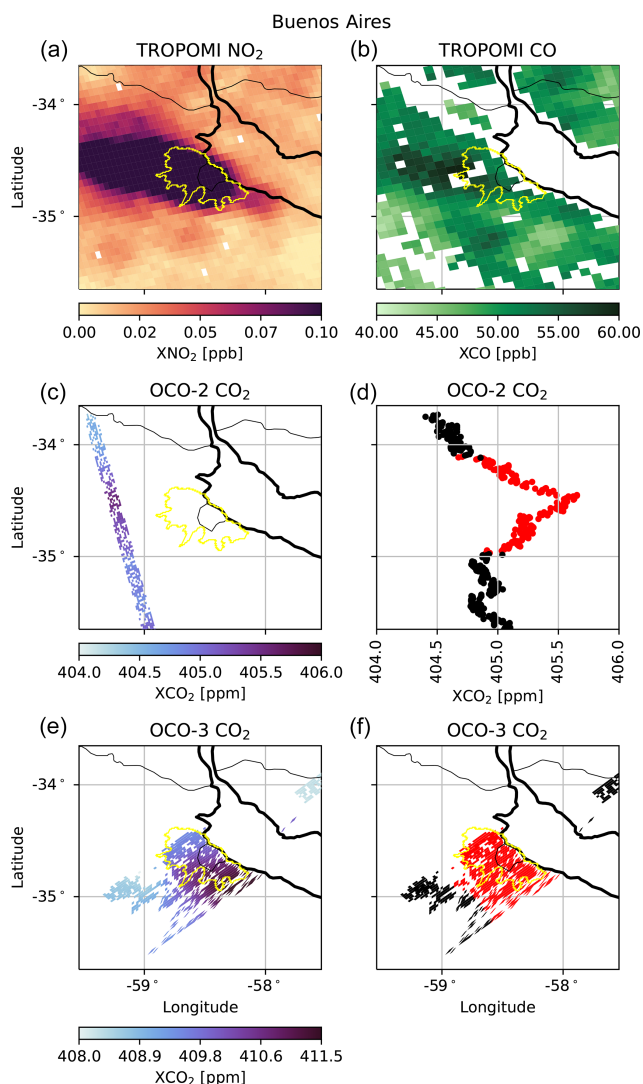 Buenos Aires
(a) TROPOMI NO₂
(b) TROPOMI CO
-34°
-35°
Latitude
0.00 0.02 0.05 0.07 0.10
XNO₂ [ppb]
40.00 45.00 50.00 55.00 60.00
XCO [ppb]
(c) OCO-2 CO₂
(d) OCO-2 CO₂
-34°
-35°
Latitude
404.0 404.5 405.0 405.5 406.0
XCO₂ [ppm]
404.0 404.5 405.0 405.5 406.0
XCO₂ [ppm]
(e) OCO-3 CO₂
(f) OCO-3 CO₂
-34°
-35°
Latitude
-59° -58°
Longitude
-59° -58°
Longitude
408.0 408.9 409.8 410.6 411.5
XCO₂ [ppm]